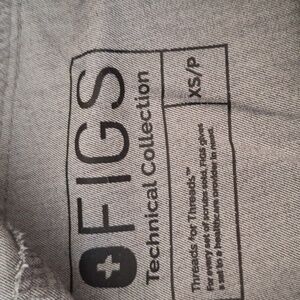 FIGS
Technical Collection
XS/P
Threads for Threads™
For every set of scrubs sold, FIGS gives
a set to a healthcare provider in need.